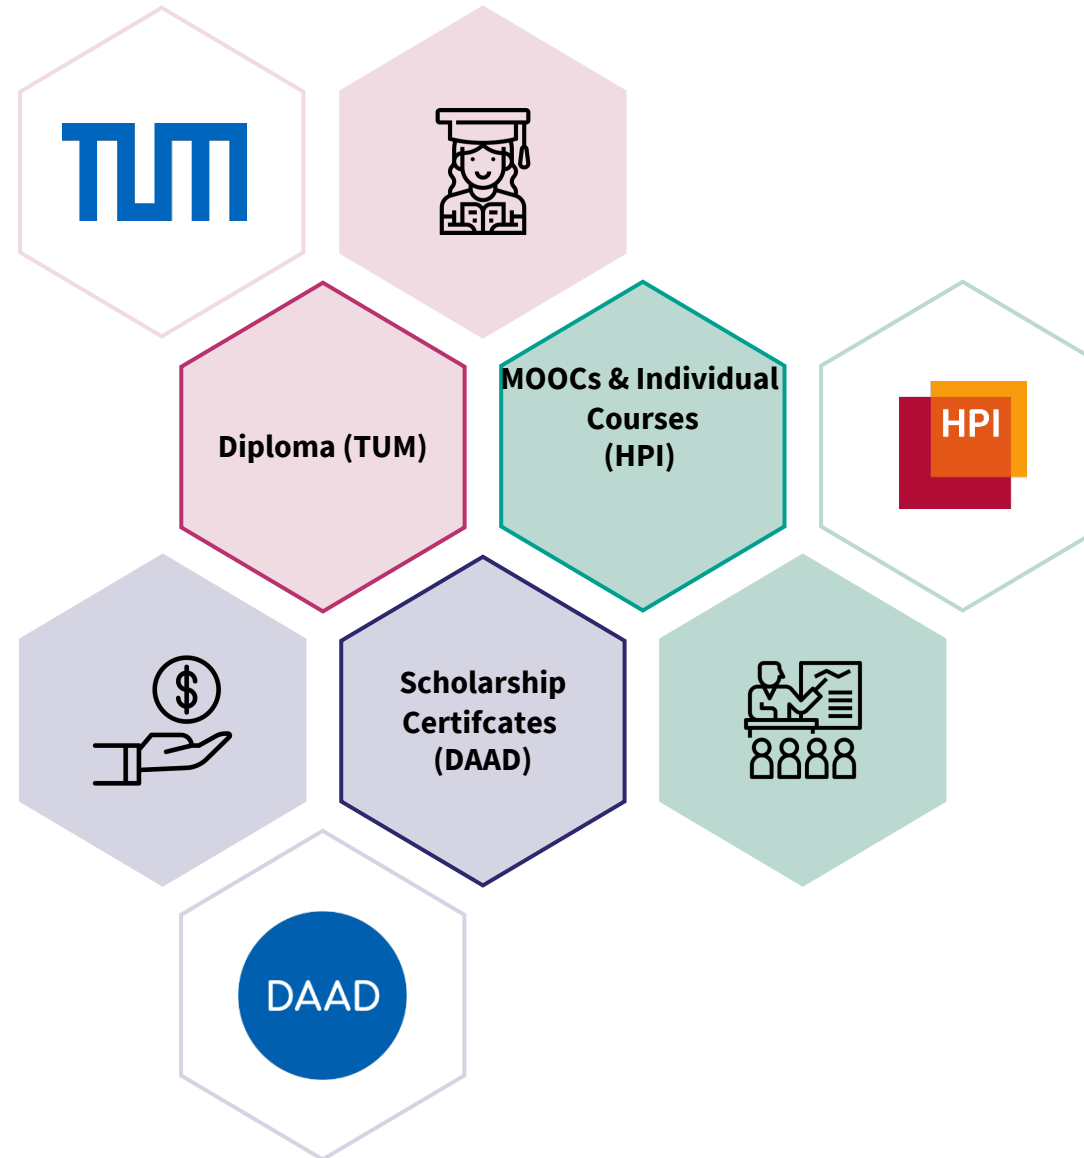 TUM
Diploma (TUM)
MOOCs & Individual
Courses
(HPI)
HPI
$
Scholarship
Certifcates
(DAAD)
DAAD